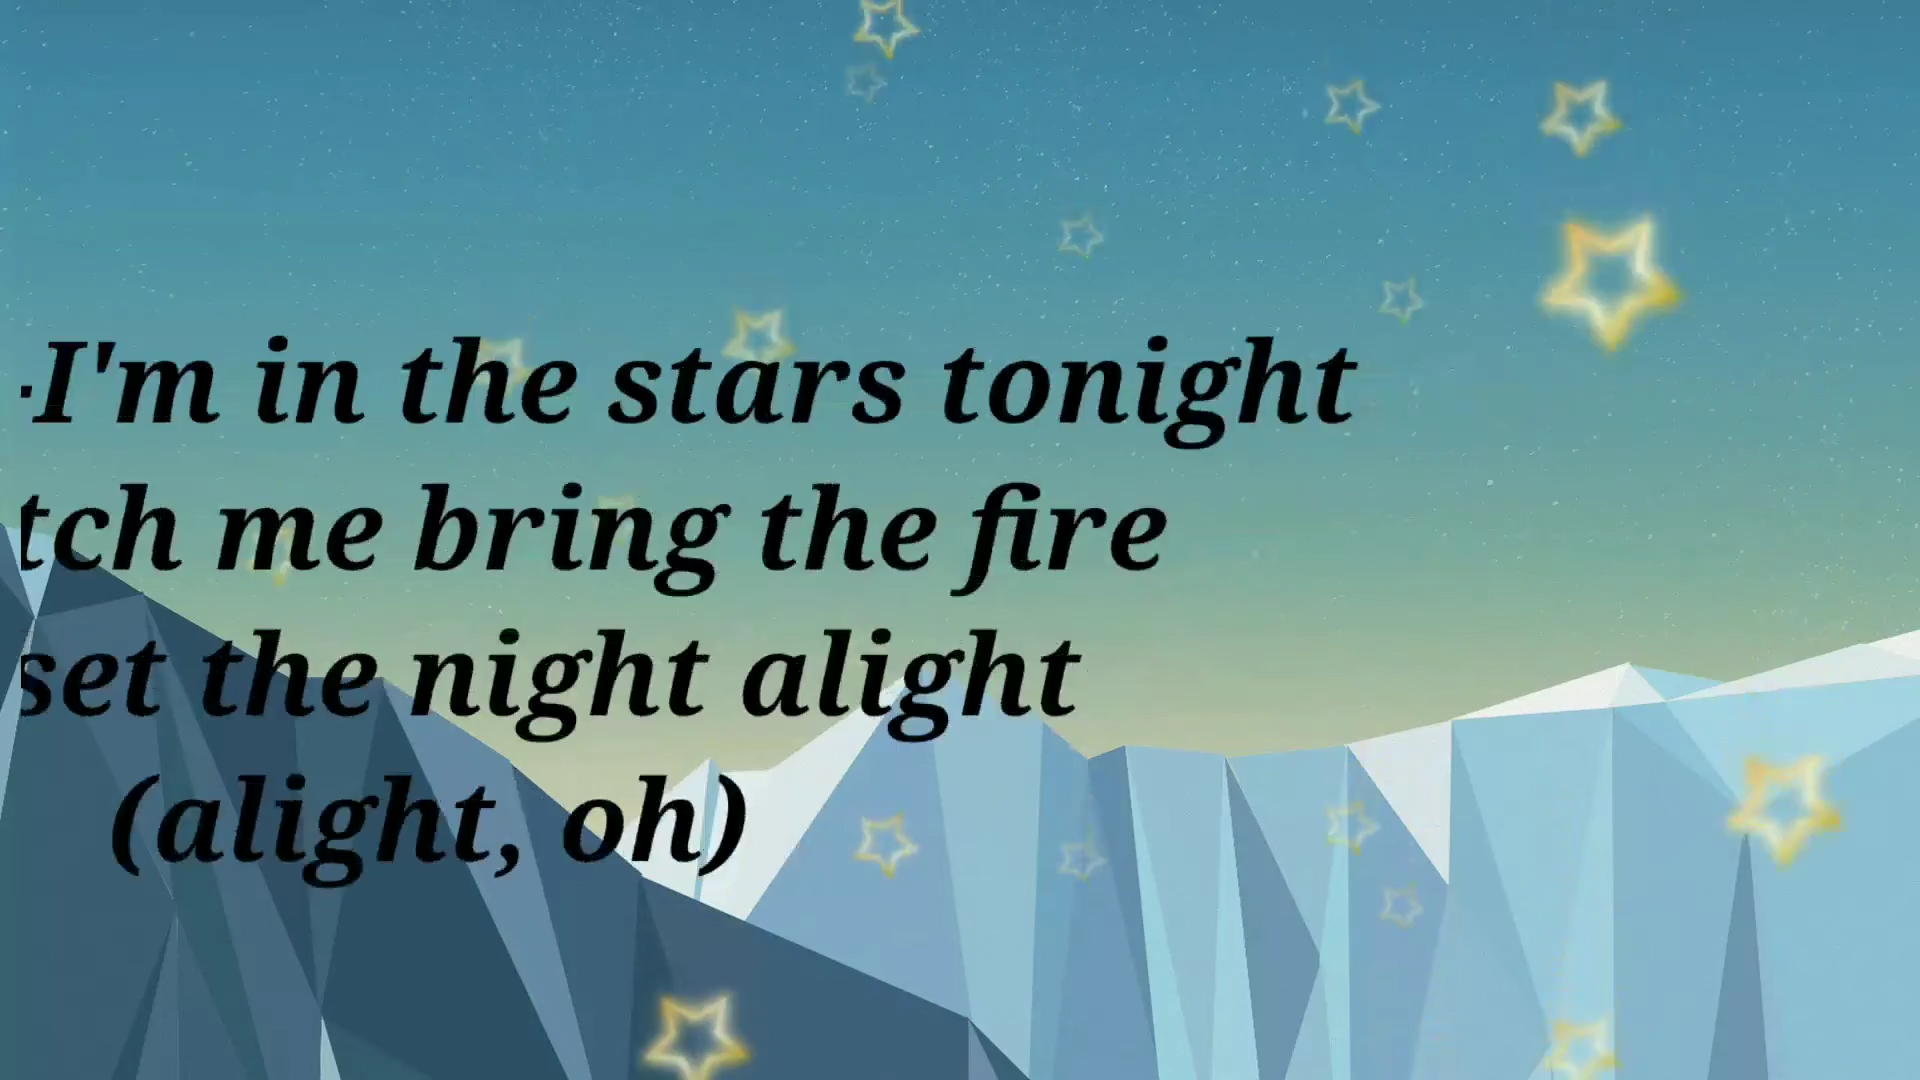 I'm in the stars tonight
tch me bring the fire
set the night alight
(alight, oh)